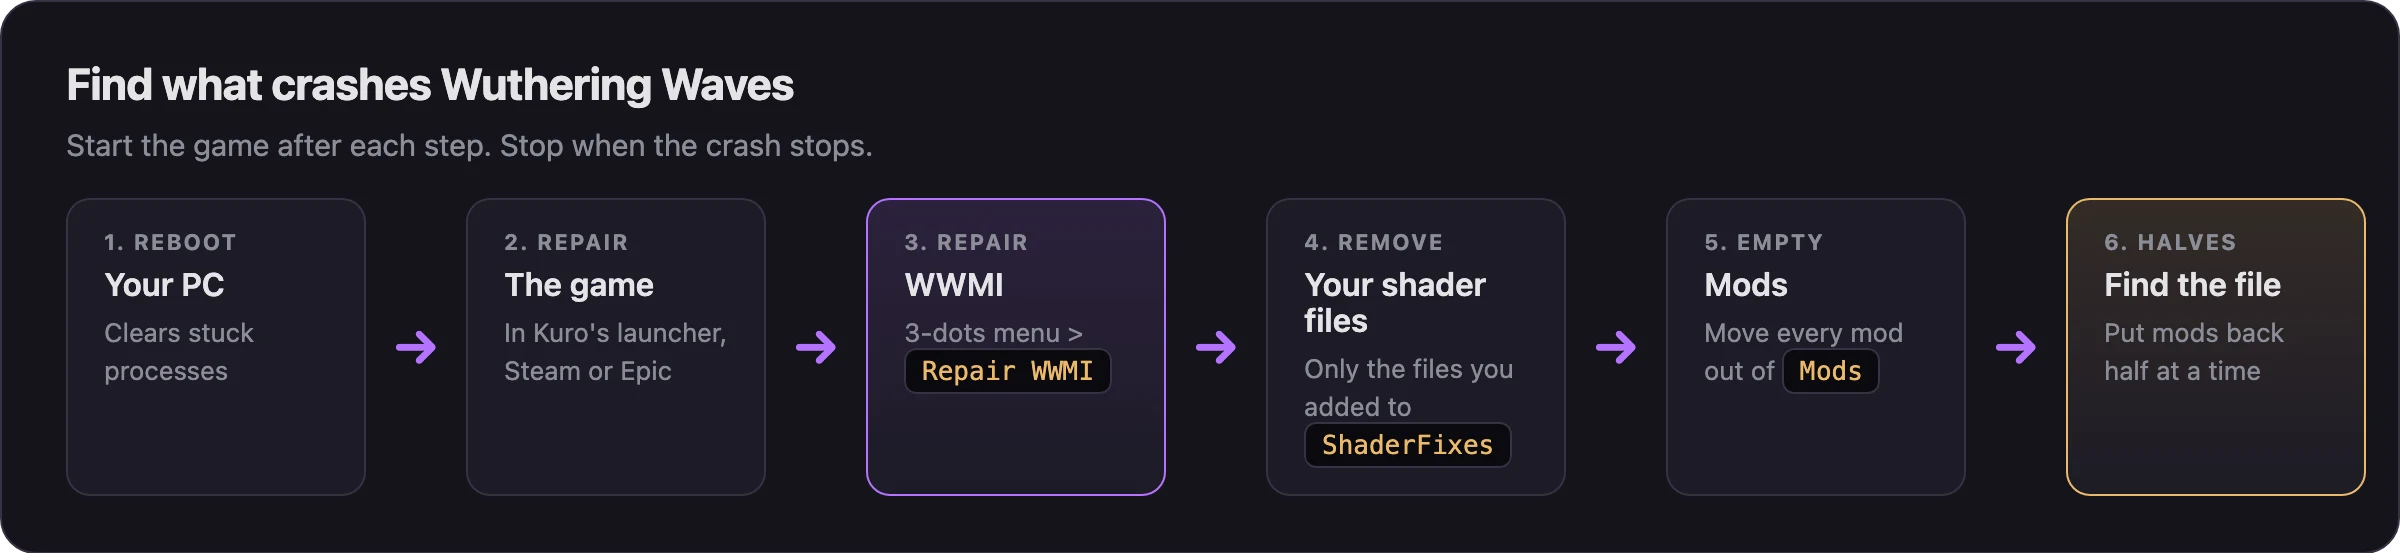 Find what crashes Wuthering Waves
Start the game after each step. Stop when the crash stops.
1. REBOOT
Your PC
Clears stuck
processes
2. REPAIR
The game
In Kuro's launcher,
Steam or Epic
3. REPAIR
WWMI
3-dots menu >
Repair WWMI
4. REMOVE
Your shader
files
Only the files you
added to
ShaderFixes
5. EMPTY
Mods
Move every mod
out of Mods
6. HALVES
Find the file
Put mods back
half at a time